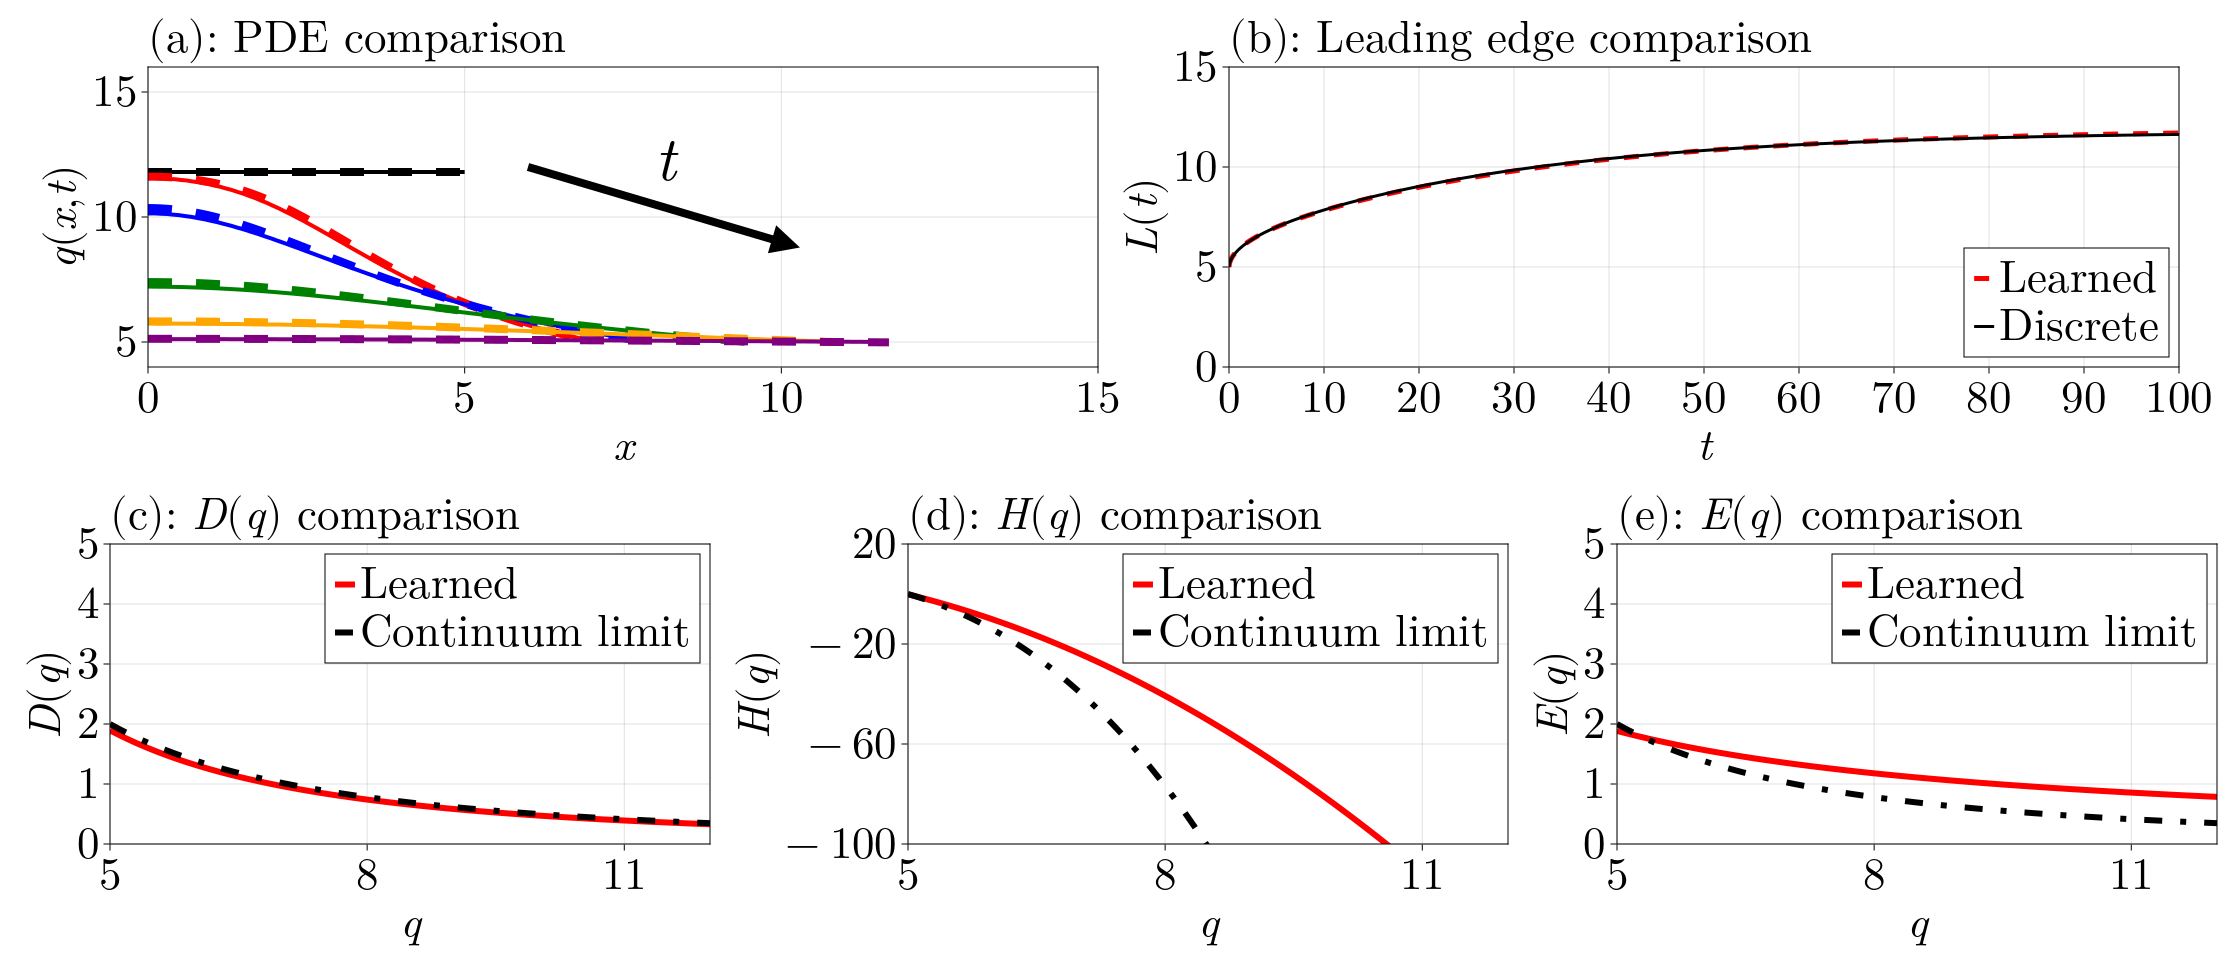 (a): PDE comparison
15
10
5
q(x,t)
t
0 5 10 15
x
(b): Leading edge comparison
15
10
5
0
L(t)
Learned
Discrete
0 10 20 30 40 50 60 70 80 90 100
t
(c): D(q) comparison
5
4
3
2
1
0
D(q)
Learned
Continuum limit
5 8 11
q
(d): H(q) comparison
20
−20
−60
−100
H(q)
Learned
Continuum limit
5 8 11
q
(e): E(q) comparison
5
4
3
2
1
0
E(q)
Learned
Continuum limit
5 8 11
q